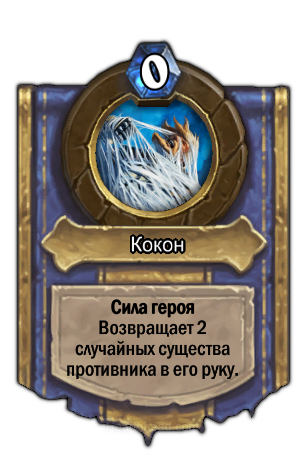 0
Кокон
Сила героя
Возвращает 2
случайных существа
противника в его руку.